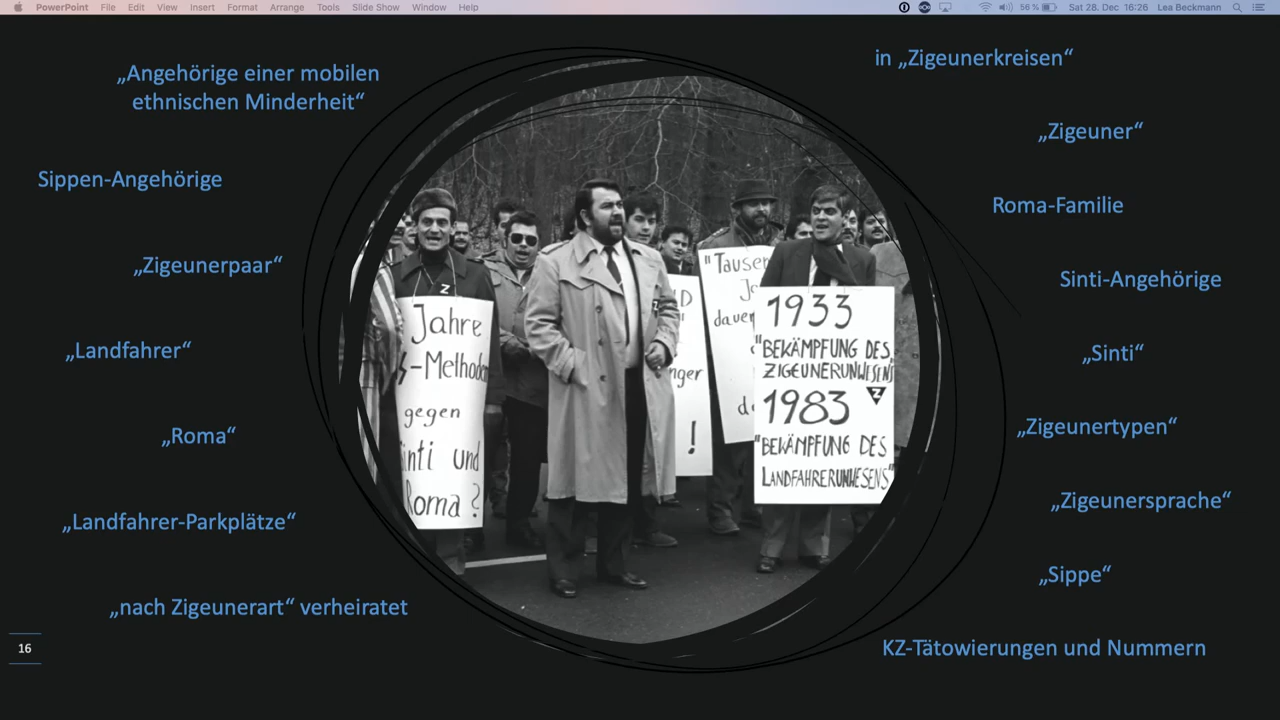 PowerPoint File Edit View Insert Format Arrange Tools Slide Show Window Help 56 % Sat 28. Dec 16:26 Lea Beckmann
„Angehörige einer mobilen
ethnischen Minderheit“
Sippen-Angehörige
„Zigeunerpaar“
„Landfahrer“
„Roma“
„Landfahrer-Parkplätze“
„nach Zigeunerart“ verheiratet
16
Z
Jahre
-Methoden
gegen
inti und
Roma ?
D
nger
!
"Tausen
Ja
dauer
d
1933
"BEKÄMPFUNG DES
ZIGEUNERUNWESENS
1983
Z
"BEKÄMPFUNG DES
LANDFAHRERUNWESENS"
in „Zigeunerkreisen“
„Zigeuner“
Roma-Familie
Sinti-Angehörige
„Sinti“
„Zigeunertypen“
„Zigeunersprache“
„Sippe“
KZ-Tätowierungen und Nummern